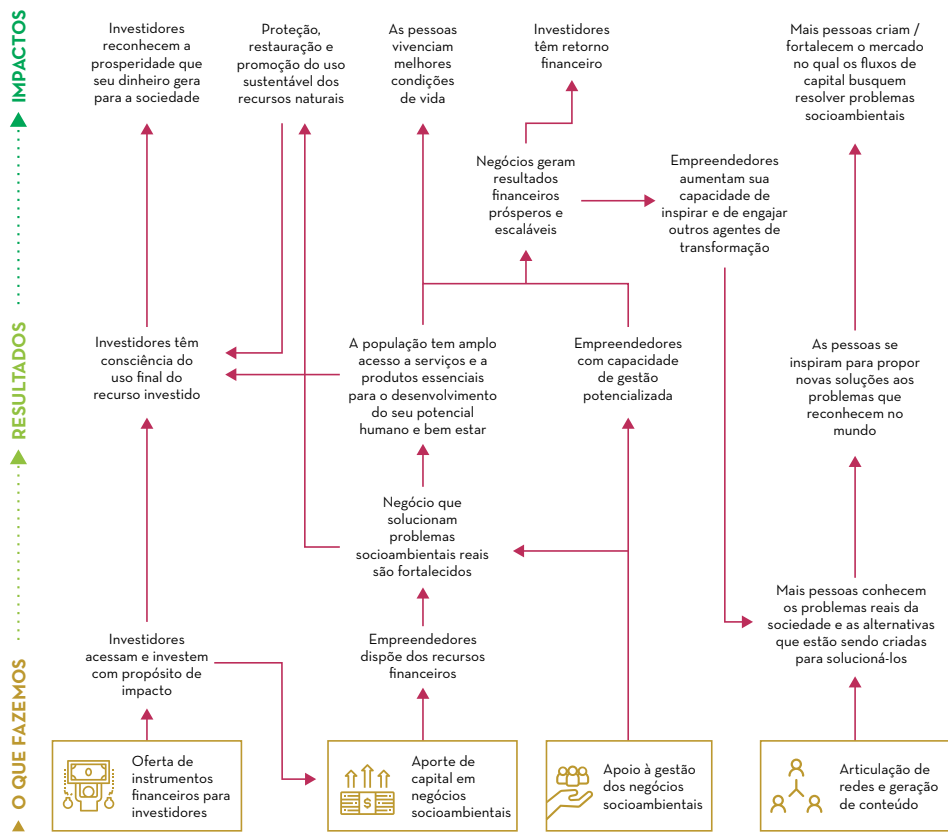 IMPACTOS
RESULTADOS
O QUE FAZEMOS
Investidores
reconhecem a
prosperidade que
seu dinheiro gera
para a sociedade
Proteção,
restauração e
promoção do uso
sustentável dos
recursos naturais
As pessoas
vivenciam
melhores
condições
de vida
Investidores
têm retorno
financeiro
Mais pessoas criam /
fortalecem o mercado
no qual os fluxos de
capital busquem
resolver problemas
socioambientais
Negócios geram
resultados
financeiros
prósperos e
escaláveis
Empreendedores
aumentam sua
capacidade de
inspirar e de engajar
outros agentes de
transformação
Investidores têm
consciência do
uso final do
recurso investido
A população tem amplo
acesso a serviços e a
produtos essenciais
para o desenvolvimento
do seu potencial
humano e bem estar
Empreendedores
com capacidade
de gestão
potencializada
As pessoas se
inspiram para propor
novas soluções aos
problemas que
reconhecem no
mundo
Negócio que
solucionam
problemas
socioambientais reais
são fortalecidos
Mais pessoas conhecem
os problemas reais da
sociedade e as alternativas
que estão sendo criadas
para solucioná-los
Investidores
acessam e investem
com propósito de
impacto
Empreendedores
dispõe dos recursos
financeiros
Oferta de
instrumentos
financeiros para
investidores
Aporte de
capital em
negócios
socioambientais
Apoio à gestão
dos negócios
socioambientais
Articulação de
redes e geração
de conteúdo